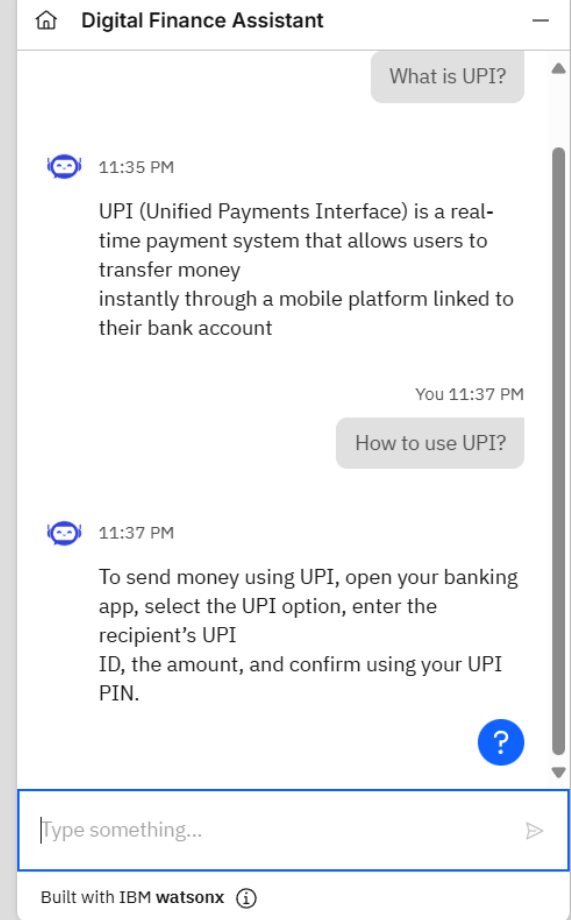 Digital Finance Assistant
What is UPI?
11:35 PM
UPI (Unified Payments Interface) is a real-
time payment system that allows users to
transfer money
instantly through a mobile platform linked to
their bank account
You 11:37 PM
How to use UPI?
11:37 PM
To send money using UPI, open your banking
app, select the UPI option, enter the
recipient’s UPI
ID, the amount, and confirm using your UPI
PIN.
?
Type something...
Built with IBM watsonx